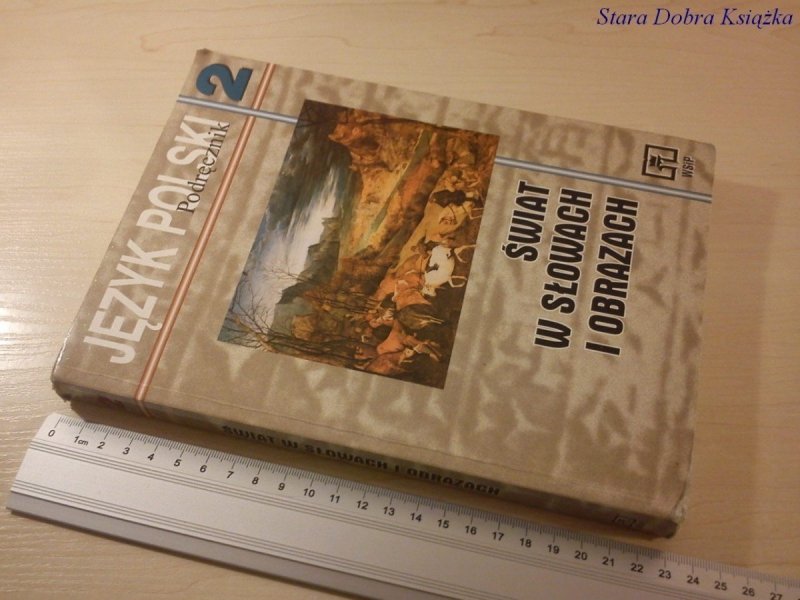 Stara Dobra Książka
JĘZYK POLSKI 2
Podręcznik
ŚWIAT
W SŁOWACH
I OBRAZACH
WSiP
ŚWIAT W SŁOWACH I OBRAZACH
0 1cm 2 3 4 5 6 7 8 9 10 11 12 13 14 15 16 17 18 19 20 21 22 23 24 25 26 27